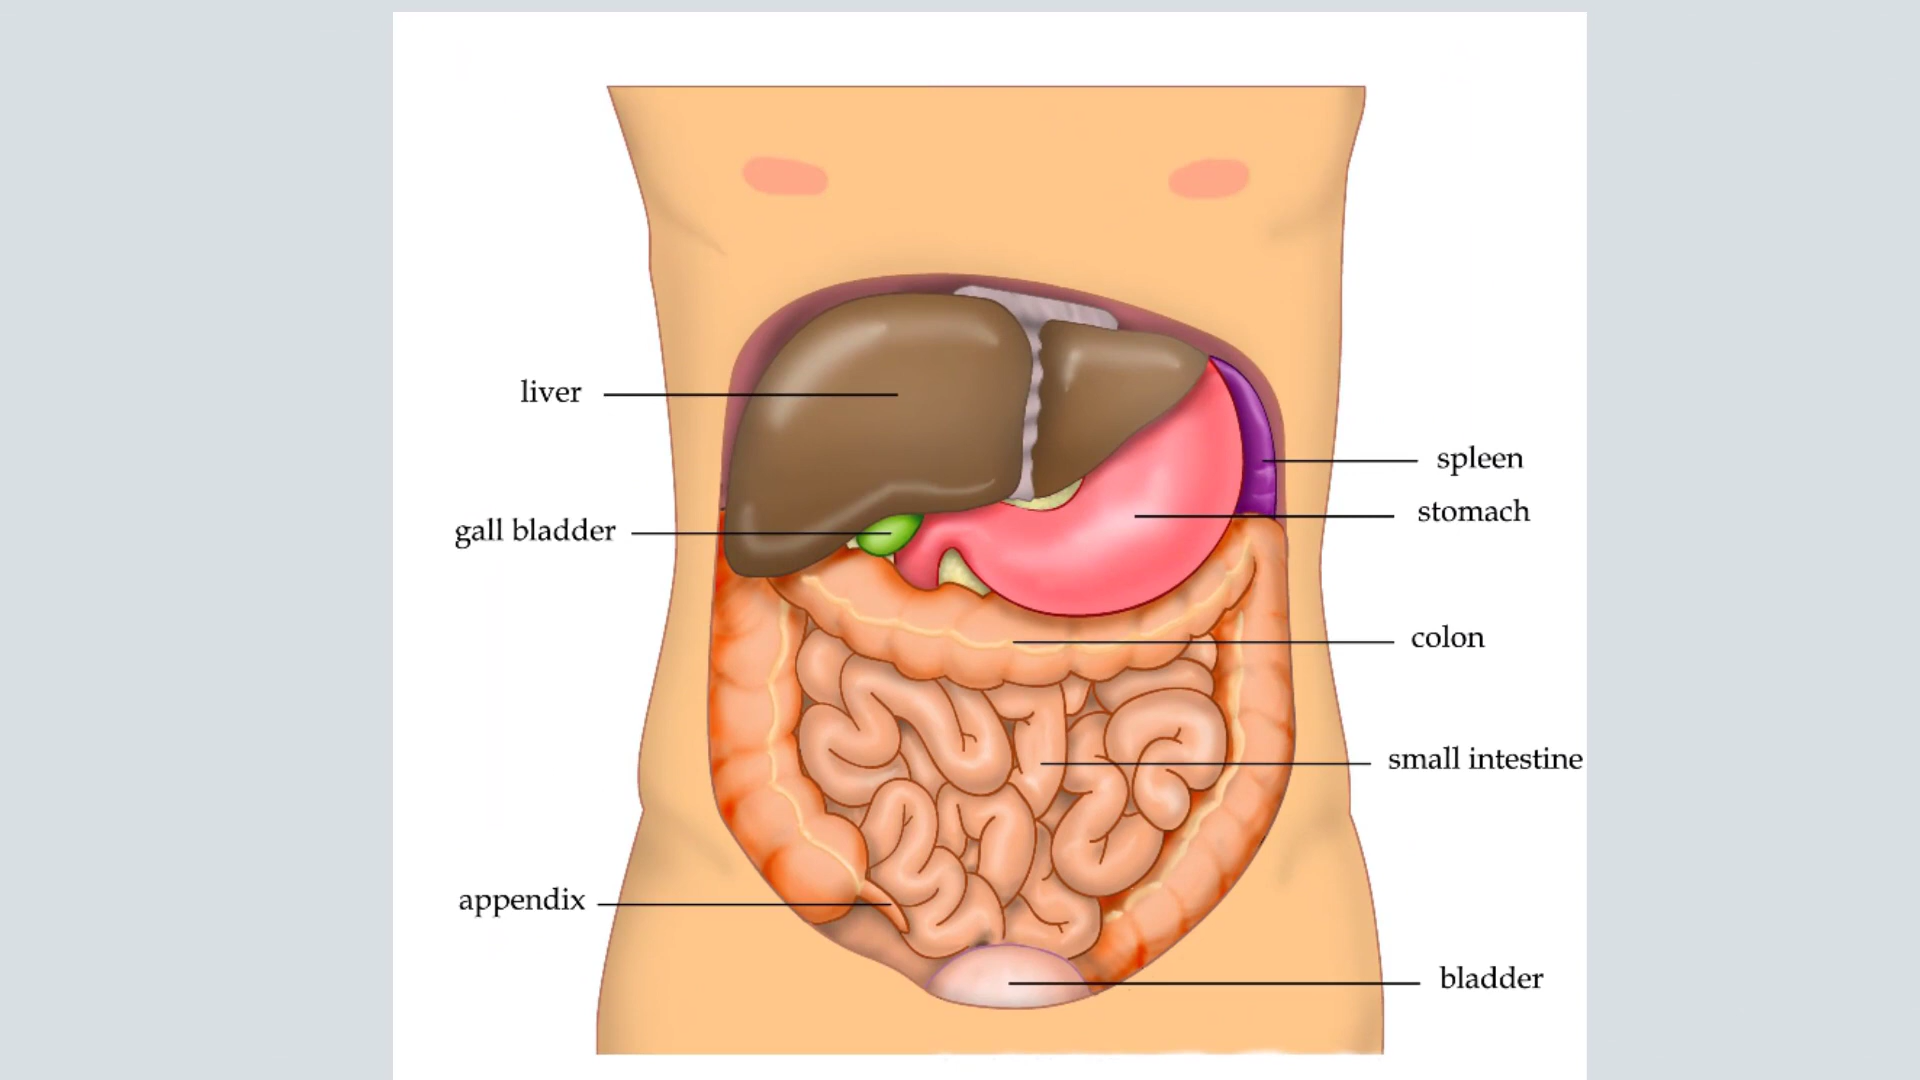 liver
spleen
stomach
gall bladder
colon
small intestine
appendix
bladder